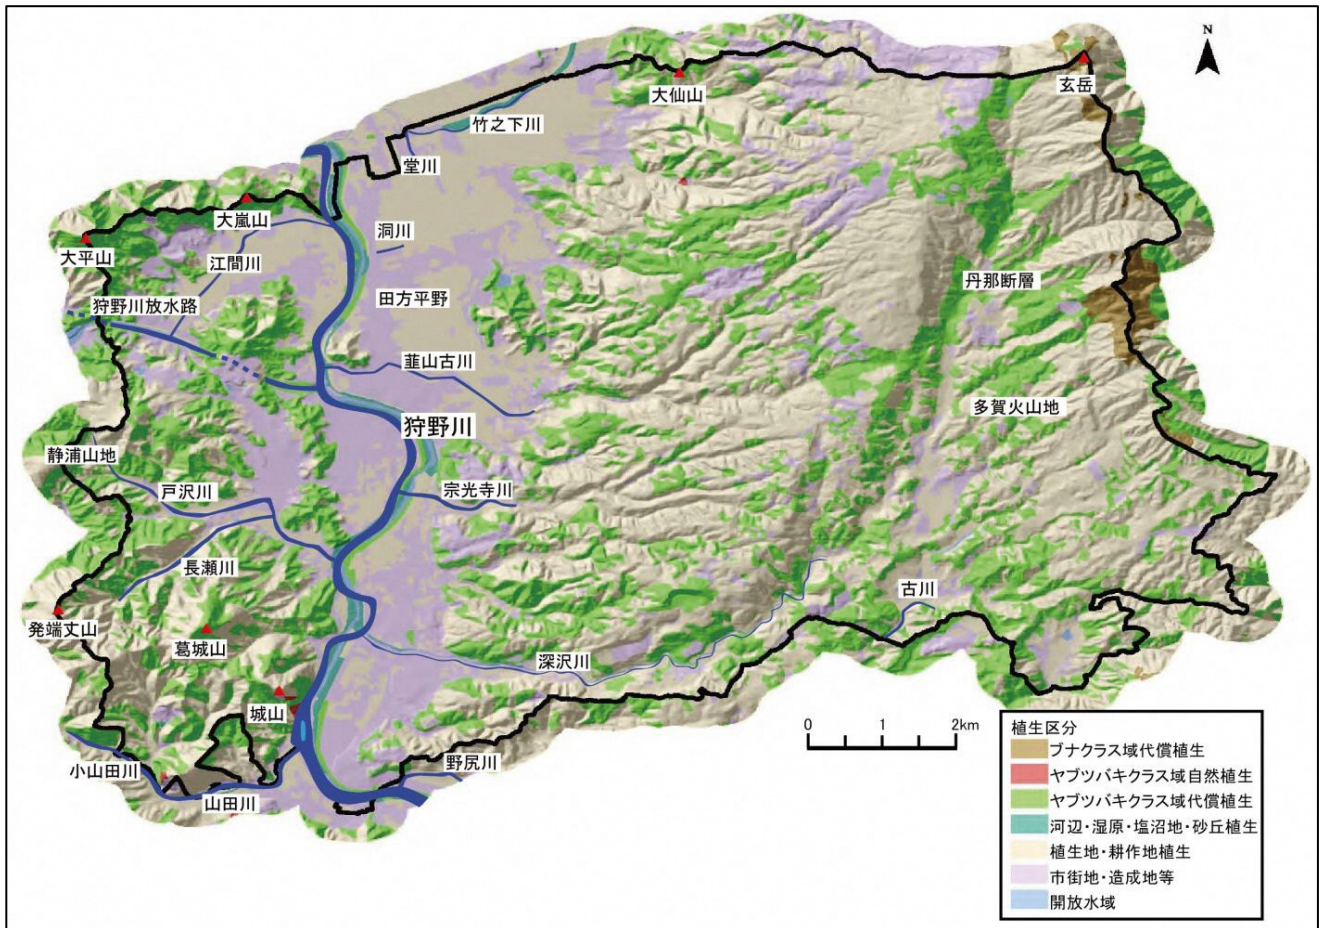 N
玄岳
大仙山
竹之下川
堂川
大嵐山
洞川
大平山
江間川
丹那断層
田方平野
狩野川放水路
韮山古川
多賀火山地
狩野川
静浦山地
戸沢川
宗光寺川
長瀬川
古川
発端丈山
葛城山
深沢川
城山
0 1 2km
野尻川
小山田川
山田川
植生区分
ブナクラス域代償植生
ヤブツバキクラス域自然植生
ヤブツバキクラス域代償植生
河辺・湿原・塩沼地・砂丘植生
植生地・耕作地植生
市街地・造成地等
開放水域